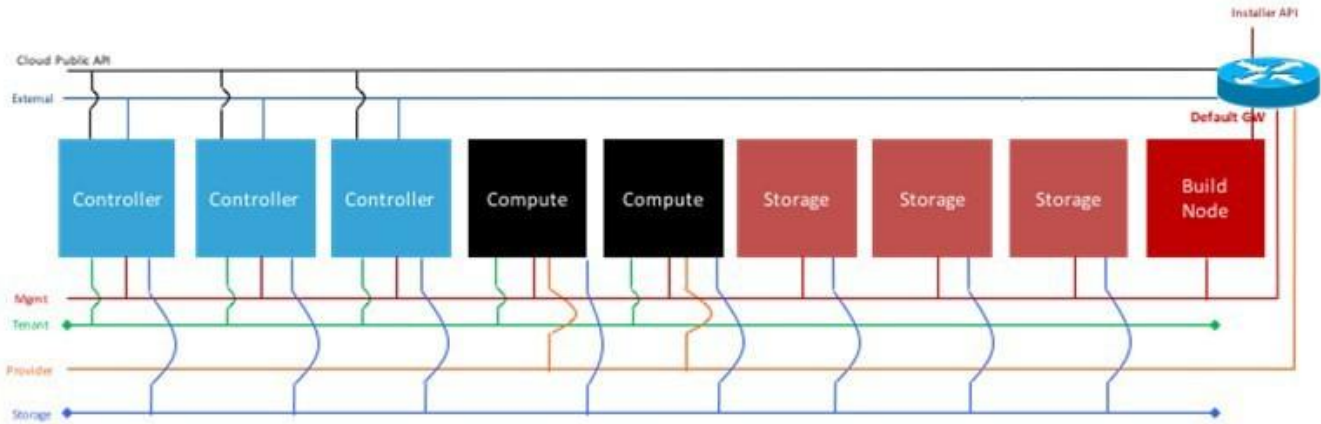 Installer API
Cloud Public API
External
Default GW
Controller
Controller
Controller
Compute
Compute
Storage
Storage
Storage
Build
Node
Mgmt
Tenant
Provider
Storage